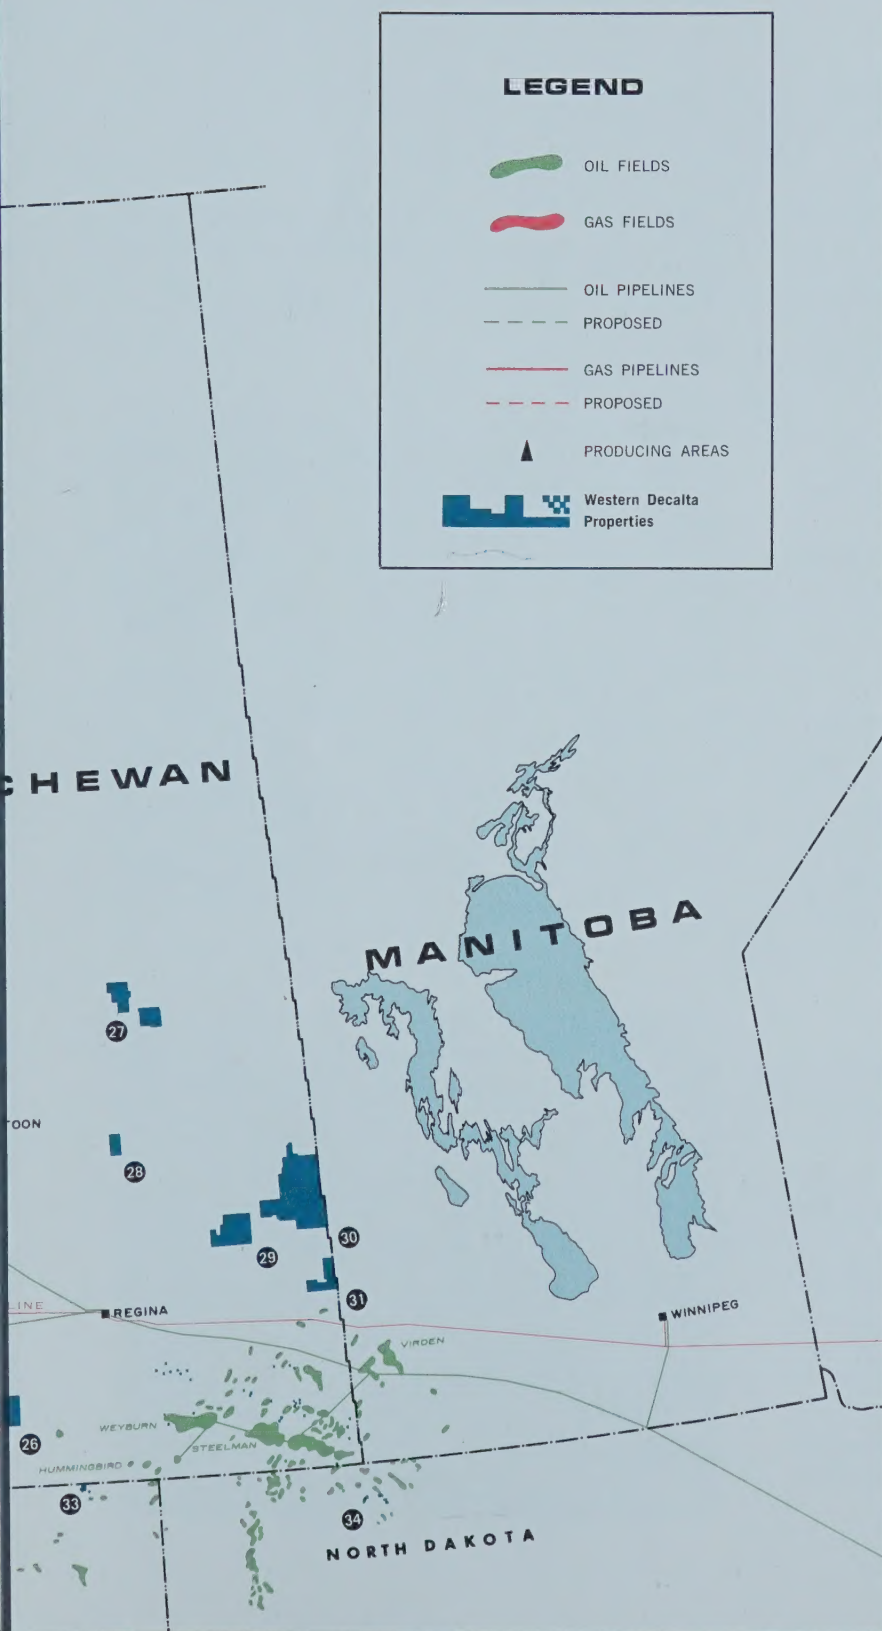 LEGEND
OIL FIELDS
GAS FIELDS
OIL PIPELINES
PROPOSED
GAS PIPELINES
PROPOSED
PRODUCING AREAS
Western Decalta
Properties
CHEWAN
MANITOBA
27
TOON
28
30
29
31
LINE
REGINA
WINNIPEG
VIRDEN
WEYBURN
26
STEELMAN
HUMMINGBIRD
33
34
NORTH DAKOTA